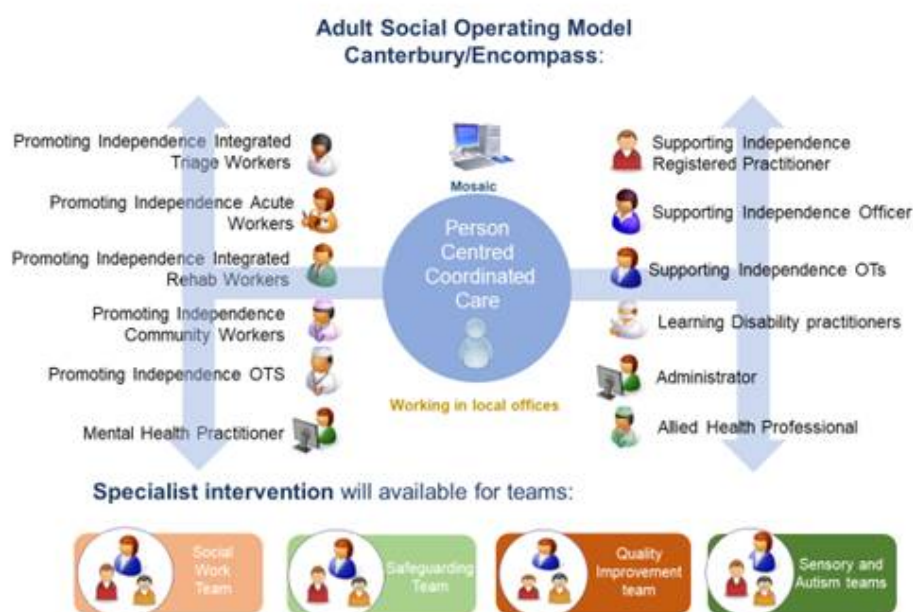 Adult Social Operating Model
Canterbury/Encompass:
Promoting Independence Integrated
Triage Workers
Promoting Independence Acute
Workers
Promoting Independence Integrated
Rehab Workers
Promoting Independence
Community Workers
Promoting Independence OTS
Mental Health Practitioner
Mosaic
Person
Centred
Coordinated
Care
Working in local offices
Supporting Independence
Registered Practitioner
Supporting Independence Officer
Supporting Independence OTs
Learning Disability practitioners
Administrator
Allied Health Professional
Specialist intervention will available for teams:
Social
Work
Team
Safeguarding
Team
Quality
Improvement
team
Sensory and
Autism teams